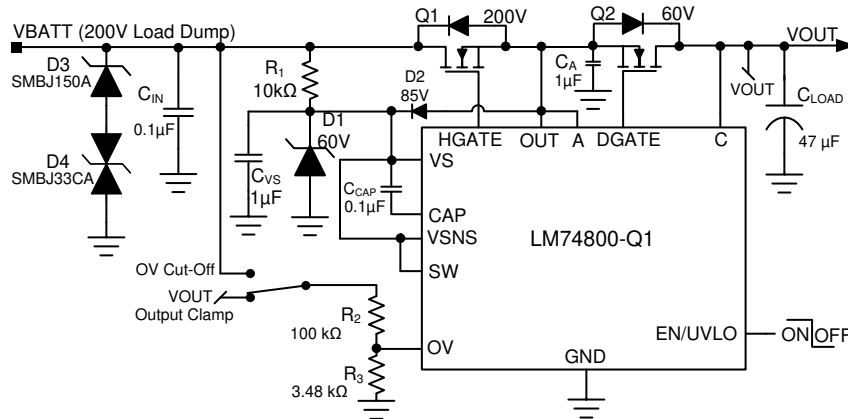 VBATT (200V Load Dump)
Q1
200V
Q2
60V
VOUT
D3
SMBJ150A
CIN
0.1µF
R1
10kΩ
D2
85V
CA
1µF
VOUT
CLOAD
47 µF
D1
60V
HGATE
OUT
A
DGATE
C
D4
SMBJ33CA
CVS
1µF
VS
CCAP
0.1µF
CAP
VSNS
SW
LM74800-Q1
OV Cut-Off
VOUT
Output Clamp
R2
100 kΩ
OV
EN/UVLO
ON
OFF
R3
3.48 kΩ
GND